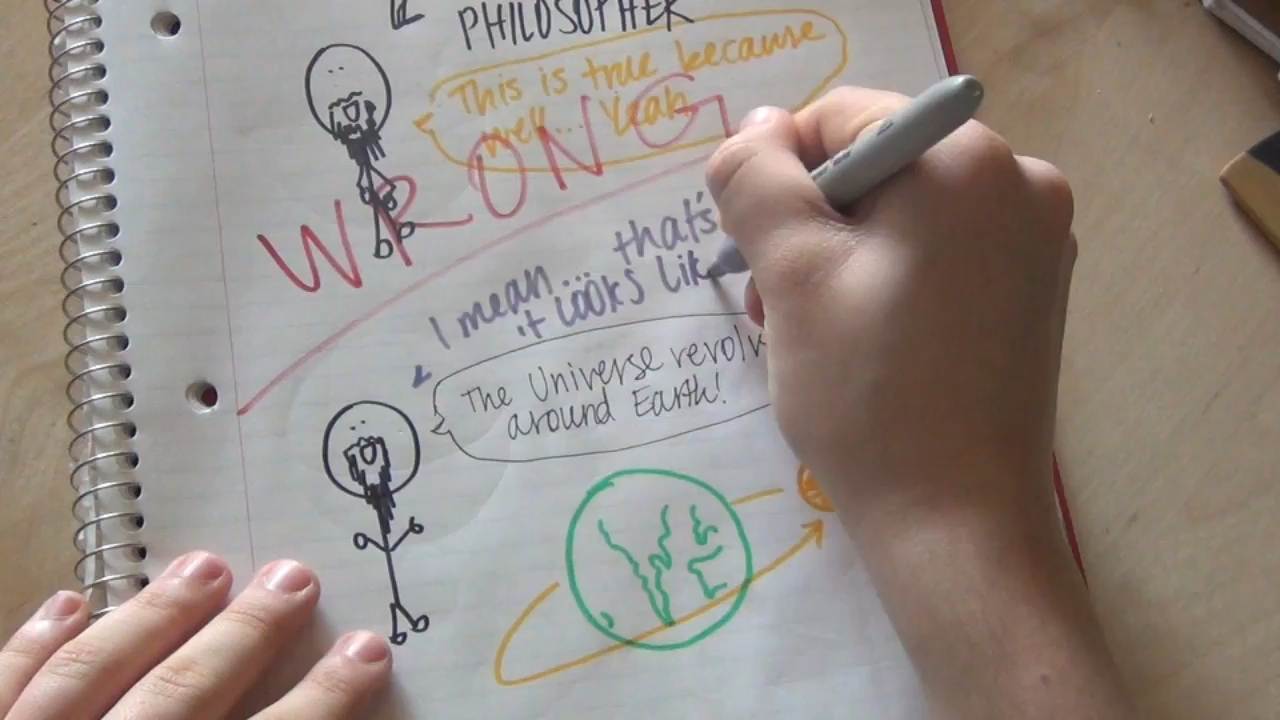 PHILOSOPHER
This is true because
well... Yeah
WRONG
I mean... that's
it looks lik
The Universe revolv
around Earth!